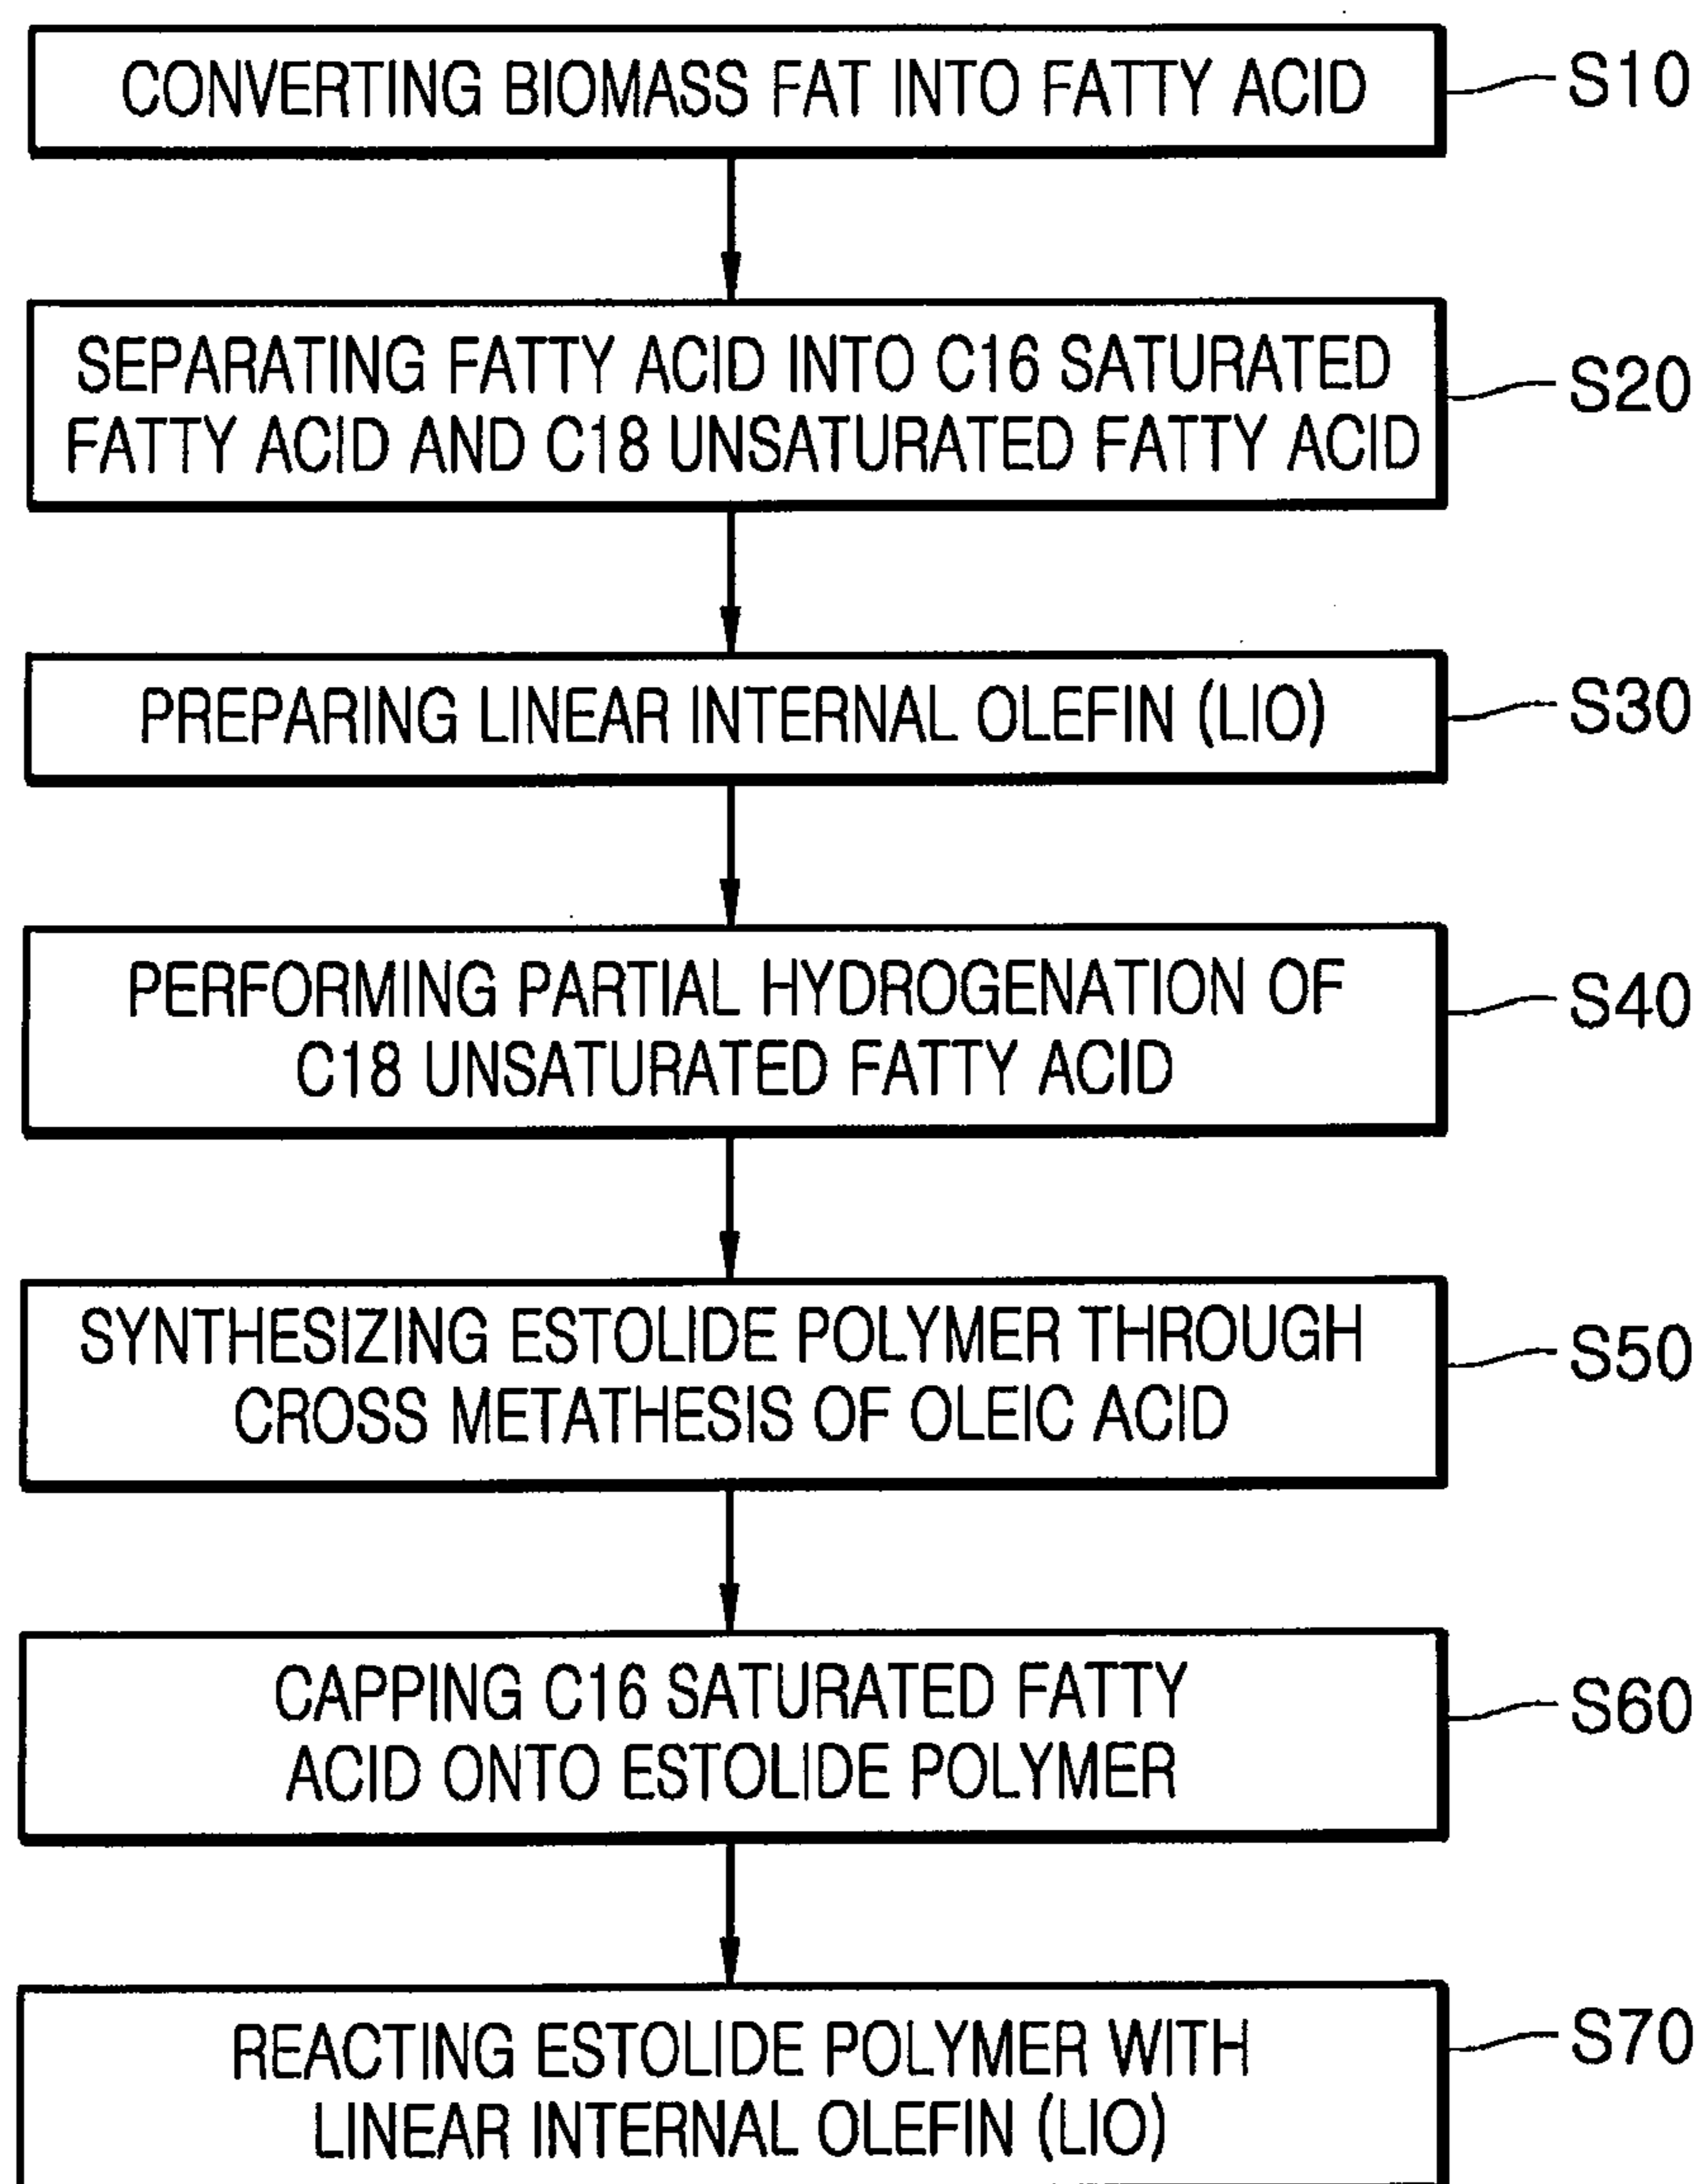 CONVERTING BIOMASS FAT INTO FATTY ACID
S10
SEPARATING FATTY ACID INTO C16 SATURATED
FATTY ACID AND C18 UNSATURATED FATTY ACID
S20
PREPARING LINEAR INTERNAL OLEFIN (LIO)
S30
PERFORMING PARTIAL HYDROGENATION OF
C18 UNSATURATED FATTY ACID
S40
SYNTHESIZING ESTOLIDE POLYMER THROUGH
CROSS METATHESIS OF OLEIC ACID
S50
CAPPING C16 SATURATED FATTY
ACID ONTO ESTOLIDE POLYMER
S60
REACTING ESTOLIDE POLYMER WITH
LINEAR INTERNAL OLEFIN (LIO)
S70